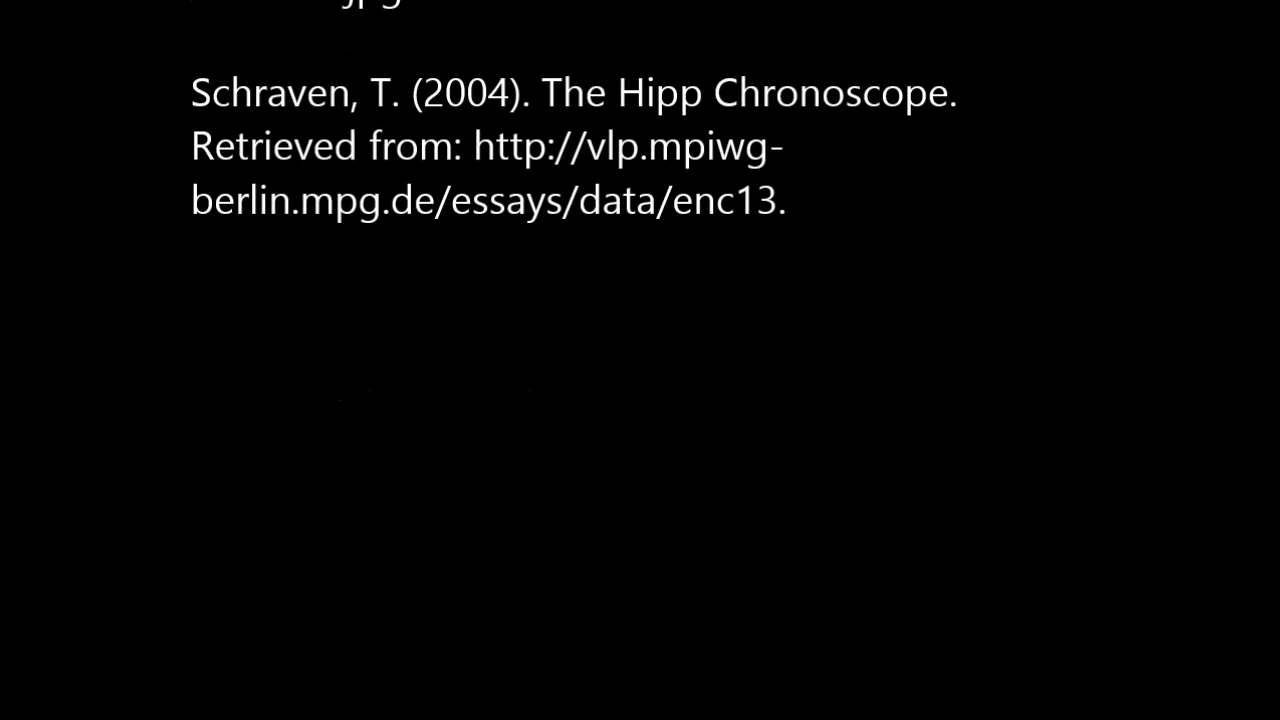 Schraven, T. (2004). The Hipp Chronoscope.
Retrieved from: http://vlp.mpiwg-
berlin.mpg.de/essays/data/enc13.